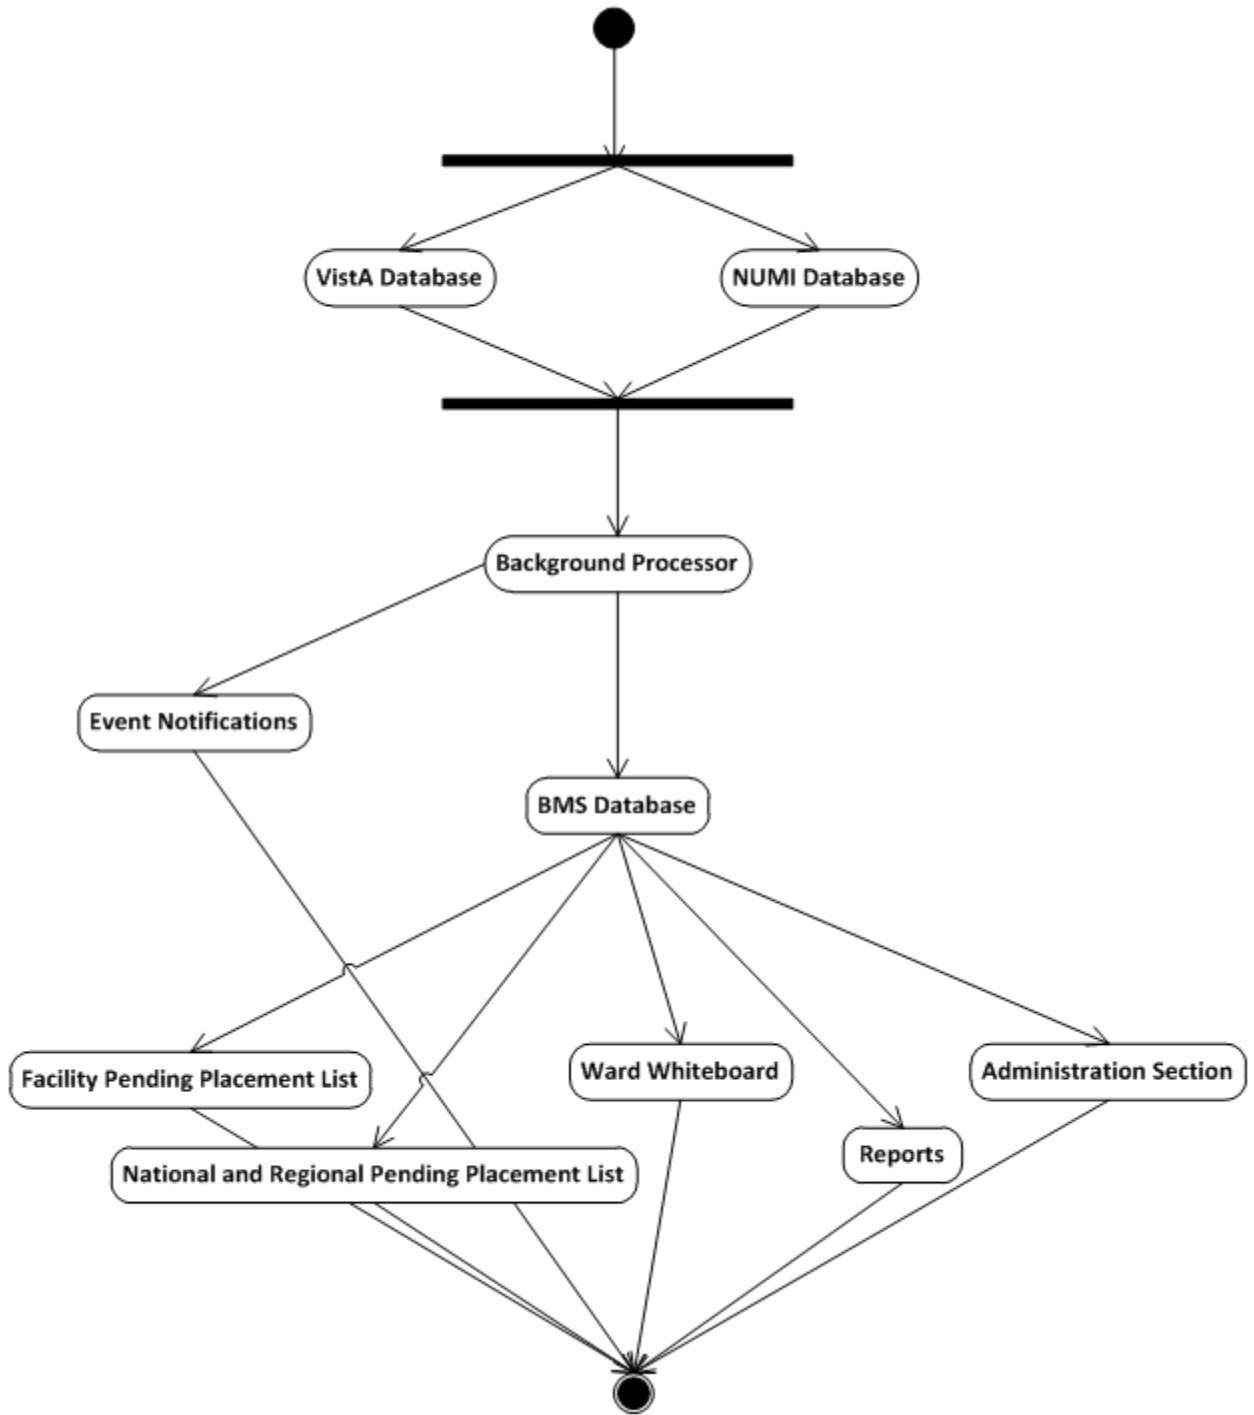 VistA Database
NUMI Database
Background Processor
Event Notifications
BMS Database
Facility Pending Placement List
Ward Whiteboard
Administration Section
National and Regional Pending Placement List
Reports